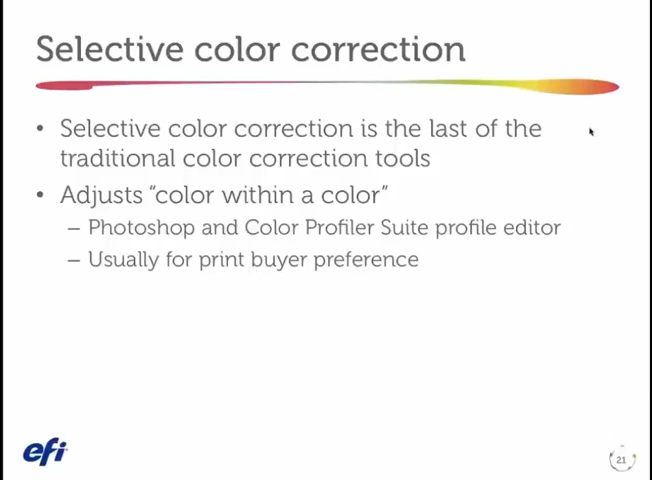 Selective color correction
• Selective color correction is the last of the
traditional color correction tools
• Adjusts “color within a color”
– Photoshop and Color Profiler Suite profile editor
– Usually for print buyer preference
efi
21